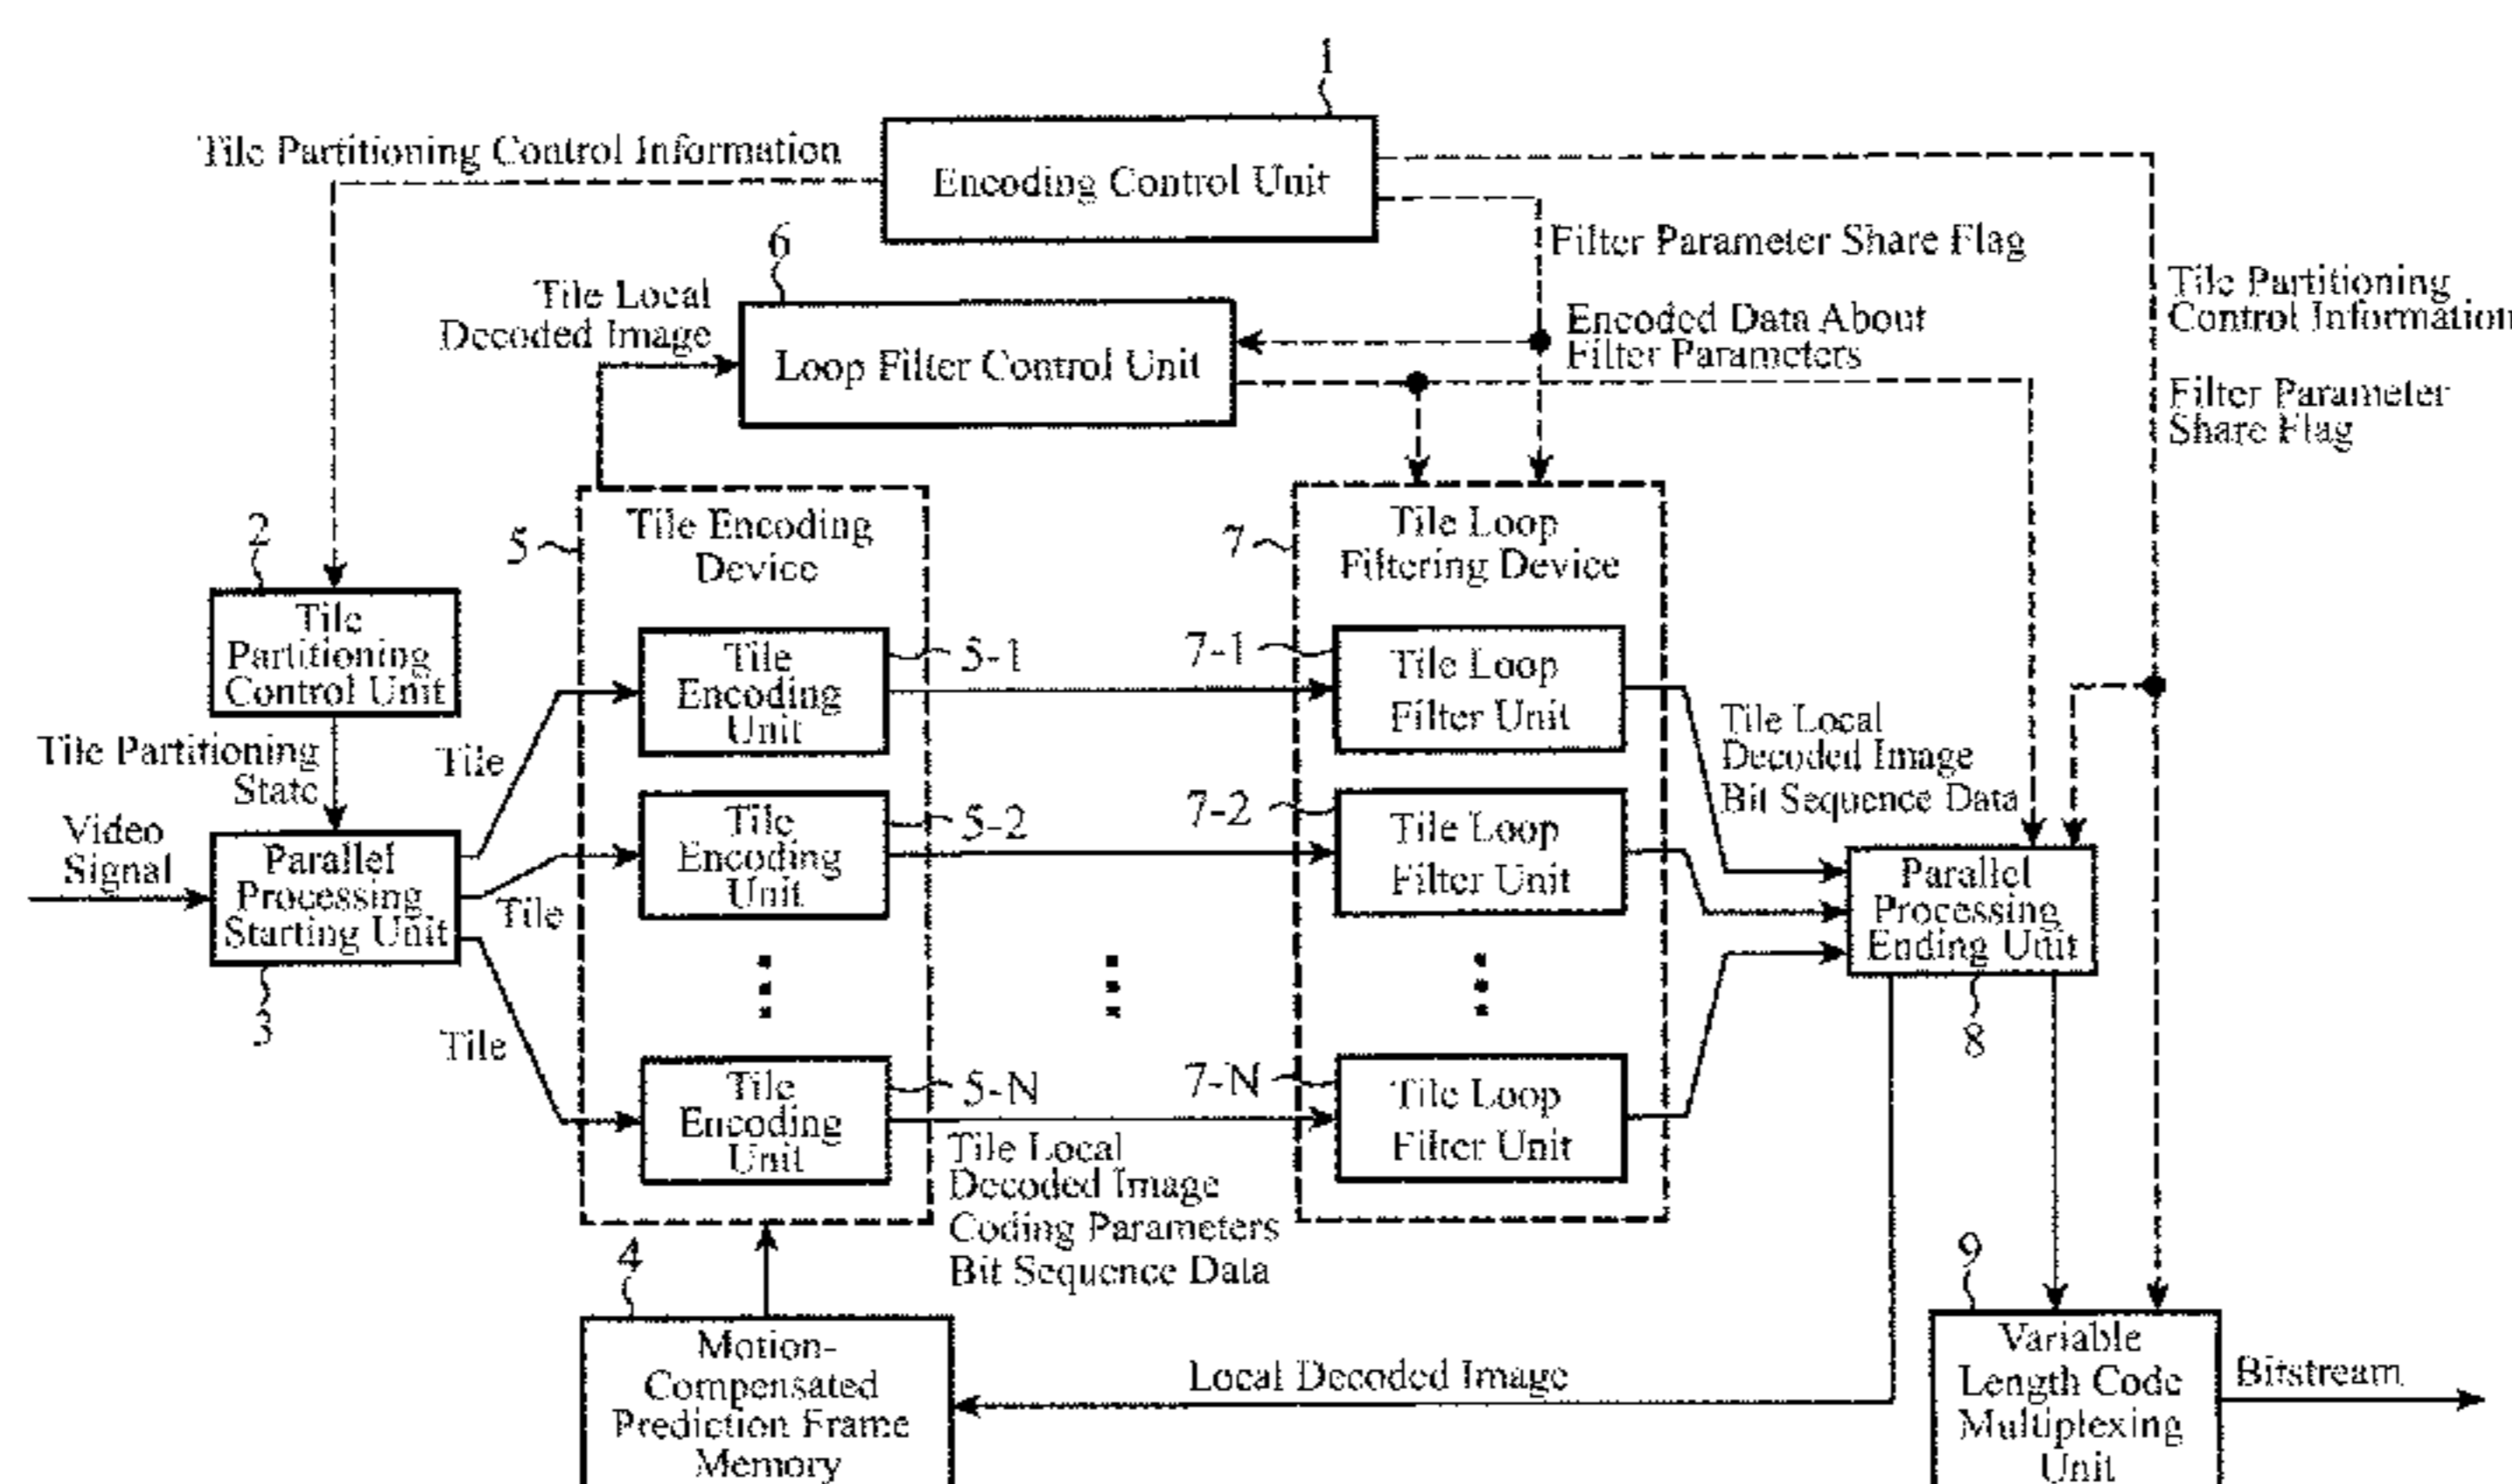 1
Tile Partitioning Control Information
Encoding Control Unit
6
Filter Parameter Share Flag
Tile Local
Decoded Image
Loop Filter Control Unit
Encoded Data About
Filter Parameters
Tile Partitioning
Control Information
Filter Parameter
Share Flag
2
Tile
Partitioning
Control Unit
5
Tile Encoding
Device
7
Tile Loop
Filtering Device
Tile Partitioning
State
Video
Signal
Parallel
Processing
Starting Unit
3
Tile
Tile
Tile
Tile
Encoding
Unit
5-1
Tile
Encoding
Unit
5-2
Tile
Encoding
Unit
5-N
7-1
Tile Loop
Filter Unit
7-2
Tile Loop
Filter Unit
7-N
Tile Loop
Filter Unit
Tile Local
Decoded Image
Bit Sequence Data
Parallel
Processing
Ending Unit
8
Tile Local
Decoded Image
Coding Parameters
Bit Sequence Data
4
Motion-
Compensated
Prediction Frame
Memory
Local Decoded Image
9
Variable
Length Code
Multiplexing
Unit
Bitstream